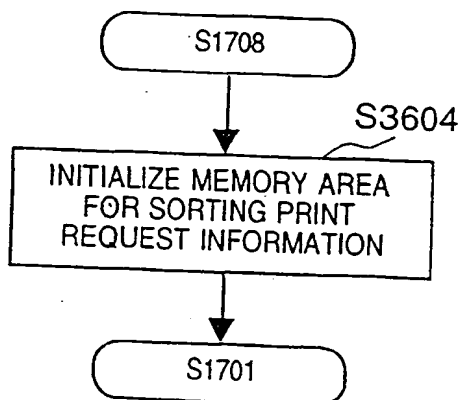 S1708
S3604
INITIALIZE MEMORY AREA
FOR SORTING PRINT
REQUEST INFORMATION
S1701